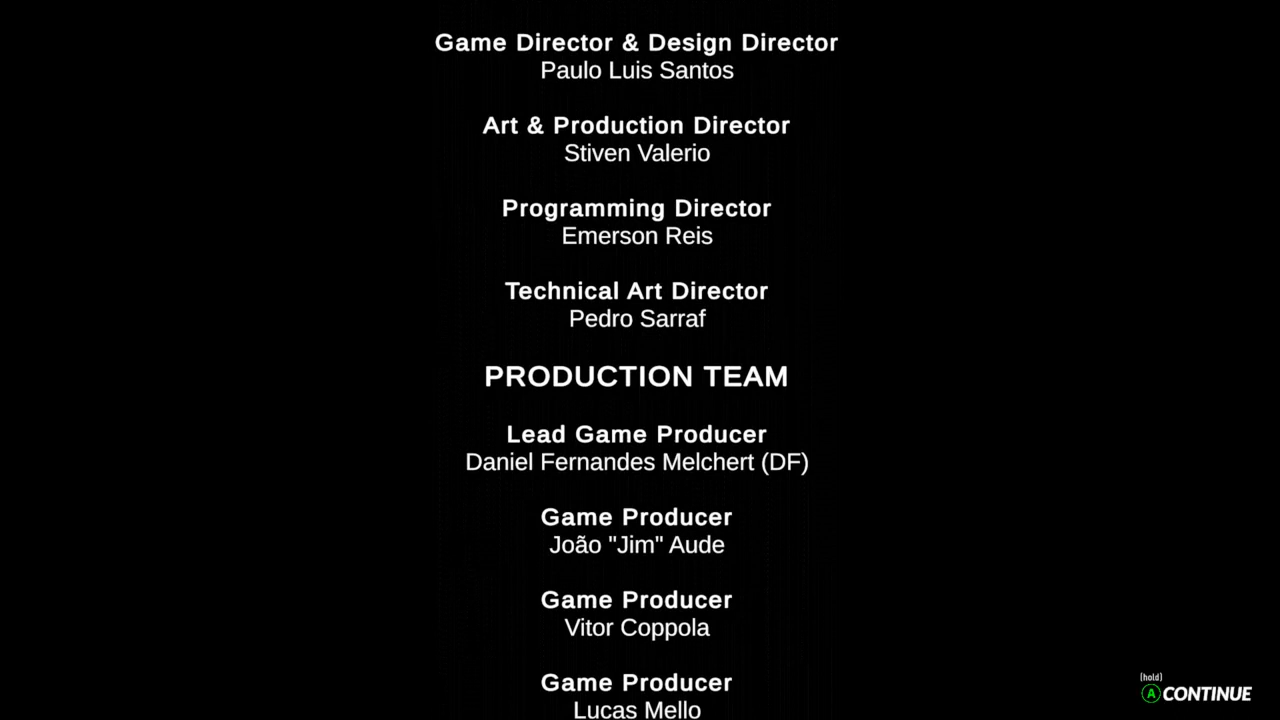 Game Director & Design Director
Paulo Luis Santos
Art & Production Director
Stiven Valerio
Programming Director
Emerson Reis
Technical Art Director
Pedro Sarraf
PRODUCTION TEAM
Lead Game Producer
Daniel Fernandes Melchert (DF)
Game Producer
João "Jim" Aude
Game Producer
Vitor Coppola
Game Producer
Lucas Mello
(hold)
A CONTINUE